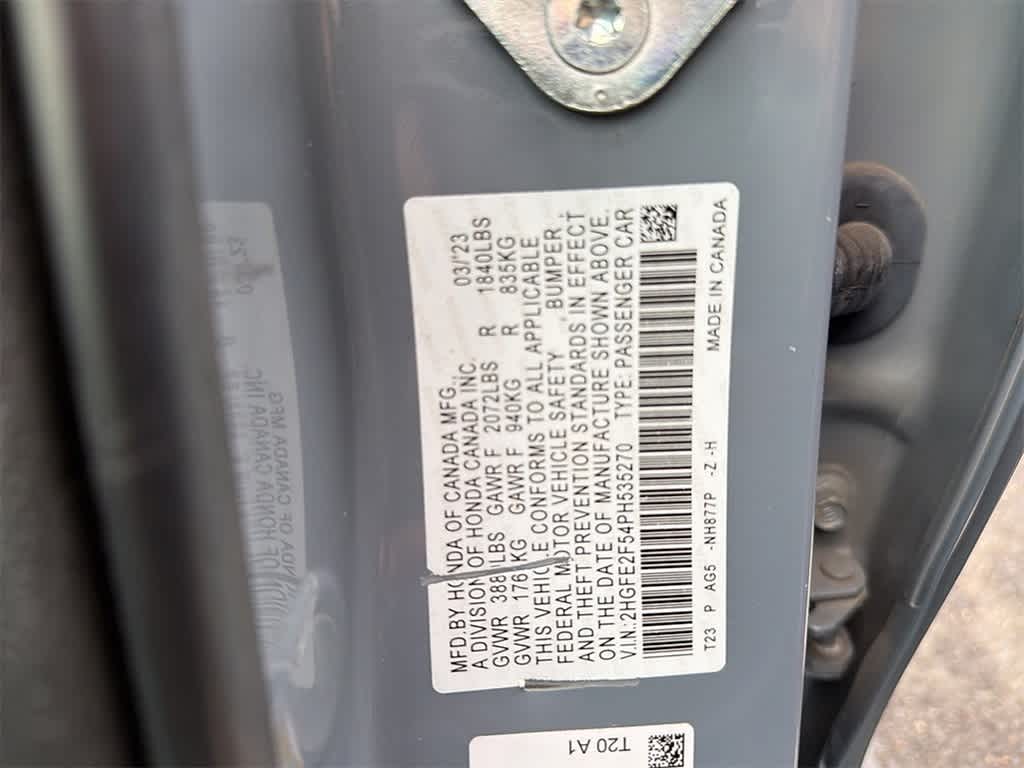 MFD.BY HONDA OF CANADA MFG. 03/'23
A DIVISION OF HONDA CANADA INC.
GVWR LBS GAWR F 2072LBS R 1840LBS
GVWR KG GAWR F 940KG R 835KG
THIS VEHICLE CONFORMS TO ALL APPLICABLE
FEDERAL MOTOR VEHICLE SAFETY BUMPER,
AND THEFT PREVENTION STANDARDS IN EFFECT
ON THE DATE OF MANUFACTURE SHOWN ABOVE.
V.I.N.:2HGFE2F54PH535270 TYPE: PASSENGER CAR
T23 P AG5 -NH877P -Z -H MADE IN CANADA
T20 A1